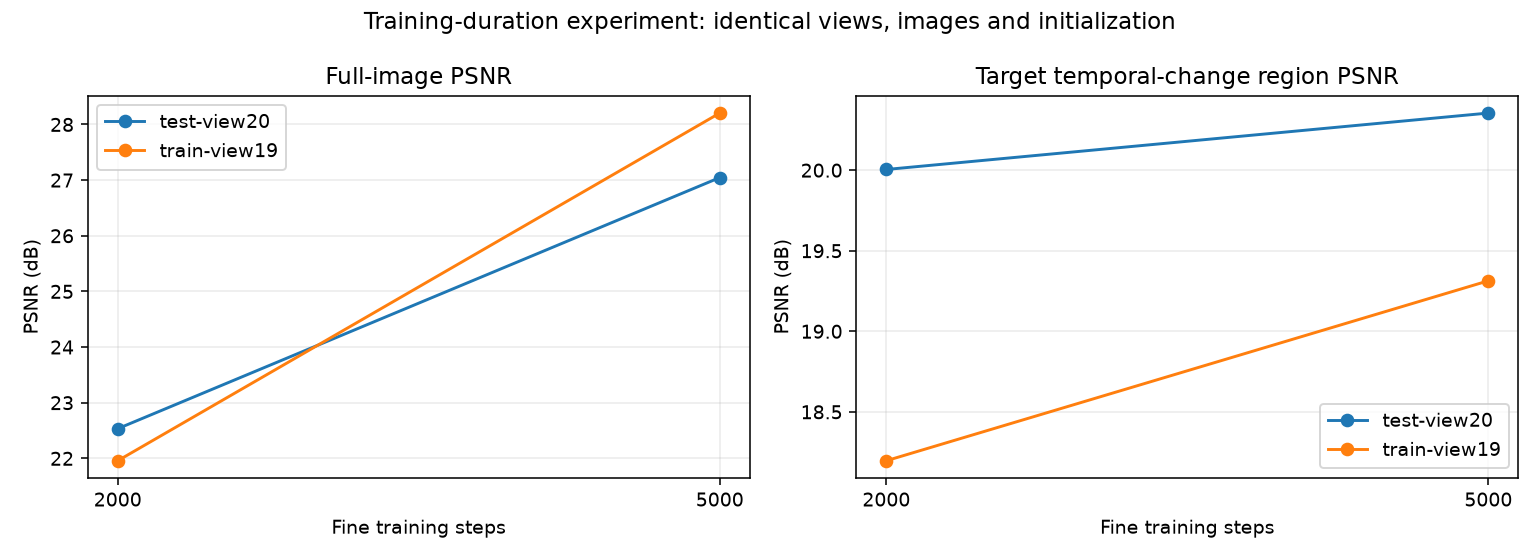 Training-duration experiment: identical views, images and initialization
Full-image PSNR
28
27
26
25
24
23
22
PSNR (dB)
test-view20
train-view19
2000
5000
Fine training steps
Target temporal-change region PSNR
20.0
19.5
19.0
18.5
PSNR (dB)
test-view20
train-view19
2000
5000
Fine training steps